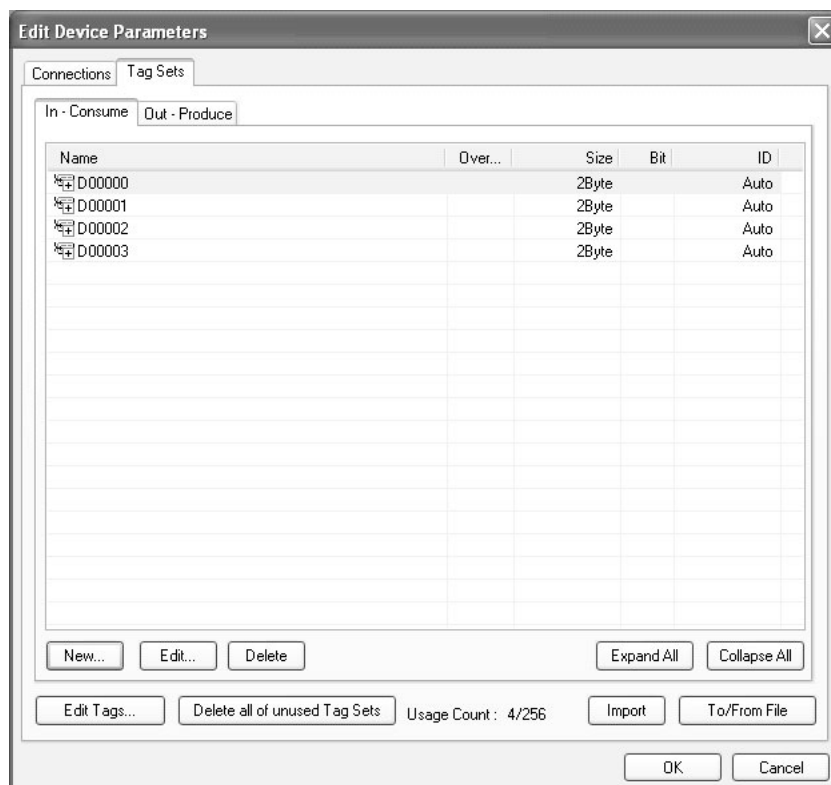 Edit Device Parameters
Connections Tag Sets
In - Consume Out - Produce
Name Over... Size Bit ID
D00000 2Byte Auto
D00001 2Byte Auto
D00002 2Byte Auto
D00003 2Byte Auto
New... Edit... Delete Expand All Collapse All
Edit Tags... Delete all of unused Tag Sets Usage Count : 4/256 Import To/From File
OK Cancel